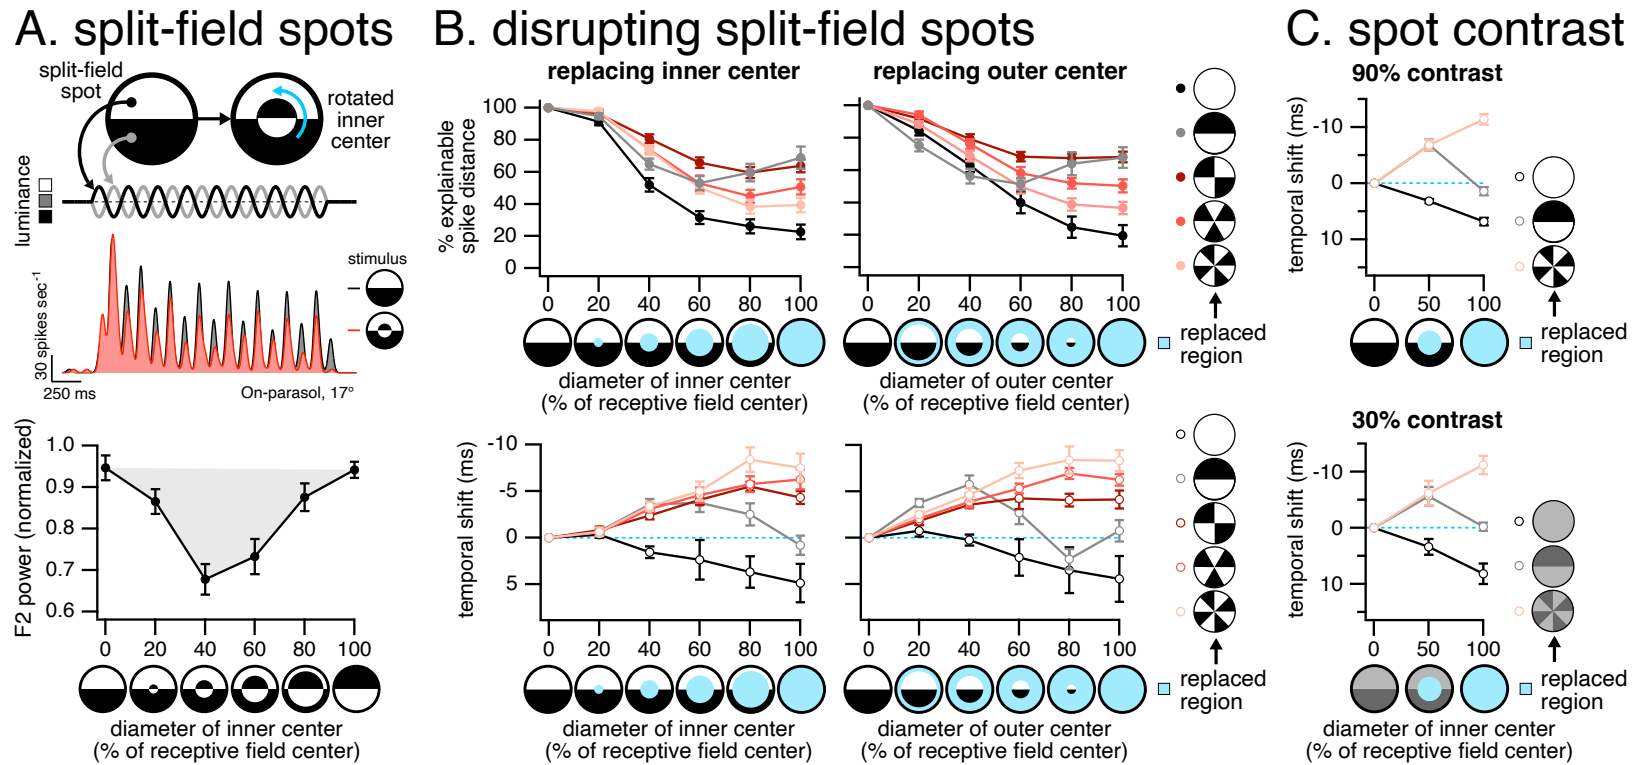 A. split-field spots
split-field
spot
rotated
inner
center
luminance
30 spikes sec-1
250 ms
stimulus
On-parasol, 17°
F2 power (normalized)
1.0
0.9
0.8
0.7
0.6
0 20 40 60 80 100
diameter of inner center
(% of receptive field center)
B. disrupting split-field spots
replacing inner center
replacing outer center
% explainable
spike distance
100
80
60
40
20
0
0 20 40 60 80 100
0 20 40 60 80 100
replaced
region
diameter of inner center
(% of receptive field center)
diameter of outer center
(% of receptive field center)
temporal shift (ms)
-10
-5
0
5
0 20 40 60 80 100
0 20 40 60 80 100
replaced
region
diameter of inner center
(% of receptive field center)
diameter of outer center
(% of receptive field center)
C. spot contrast
90% contrast
temporal shift (ms)
-10
0
10
0 50 100
replaced
region
30% contrast
temporal shift (ms)
-10
0
10
0 50 100
replaced
region
diameter of inner center
(% of receptive field center)